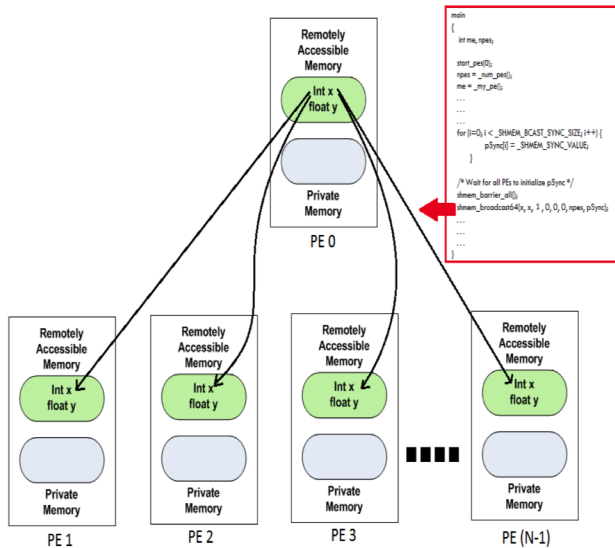 Remotely
Accessible
Memory
Int x
float y
Private
Memory
PE 0
main
{
int me, npes;
start_pes(0);
npes = _num_pes();
me = _my_pe();
. . .
. . .
. . .
for (i=0; i < _SHMEM_BCAST_SYNC_SIZE; i++) {
pSync[i] = _SHMEM_SYNC_VALUE;
}
/* Wait for all PEs to initialize pSync */
shmem_barrier_all();
shmem_broadcast64(x, x, 1 , 0, 0, 0, npes, pSync);
. . .
. . .
. . .
}
Remotely
Accessible
Memory
Int x
float y
Private
Memory
PE 1
Remotely
Accessible
Memory
Int x
float y
Private
Memory
PE 2
Remotely
Accessible
Memory
Int x
float y
Private
Memory
PE 3
Remotely
Accessible
Memory
Int x
float y
Private
Memory
PE (N-1)